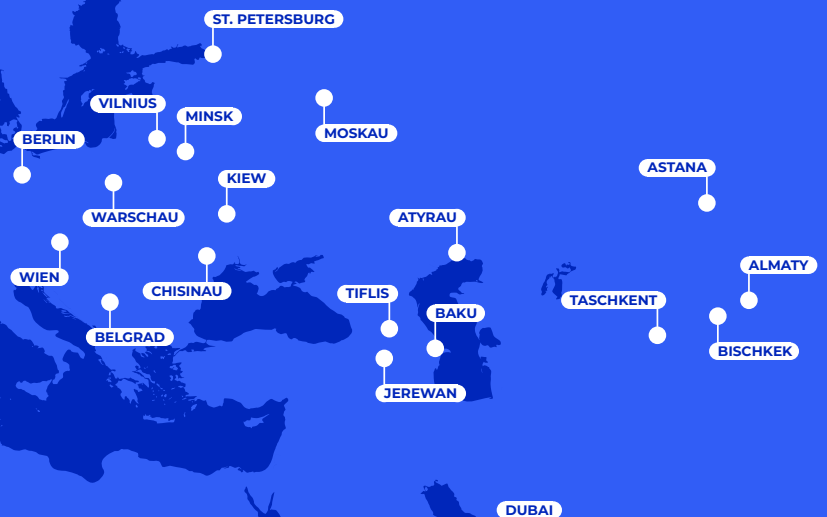 ST. PETERSBURG
VILNIUS
MINSK
MOSKAU
BERLIN
ASTANA
KIEW
WARSCHAU
ATYRAU
ALMATY
WIEN
CHISINAU
TIFLIS
TASCHKENT
BAKU
BELGRAD
BISCHKEK
JEREWAN
DUBAI